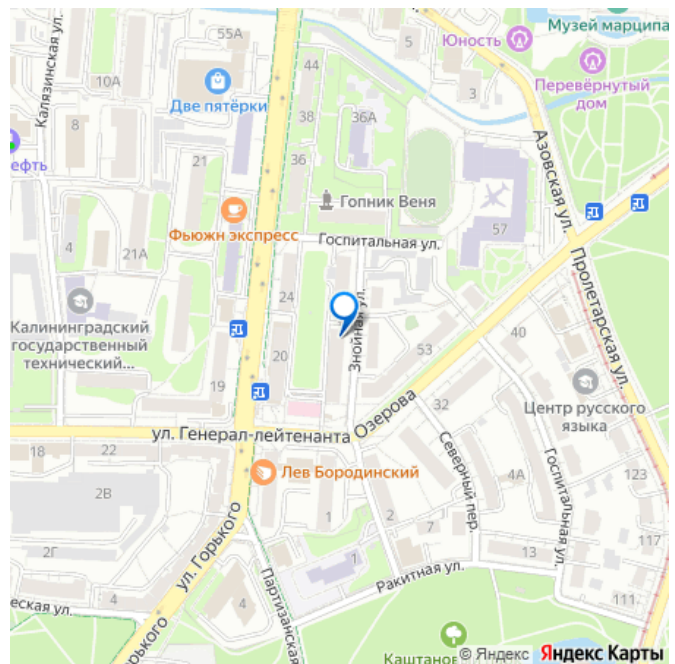 Музей марципа
Калязинская ул.
55А
5
Юность
44
10А
Перевёрнутый
дом
3
Две пятёрки
38
36А
8
ефть
21
36
Азовская ул.
Гопник Веня
57
Фьюжн экспресс
Госпитальная ул.
4
21А
Пролетарская ул.
24
Знойная ул.
Калининградский
государственный
технический...
40
20
53
19
Центр русского
языка
32
Озерова
ул. Генерал-лейтенанта
18
22
Северный пер.
Лев Бородинский
4А
Госпитальная ул.
123
2В
1
2
7
ул. Горького
117
2Г
13
1
Ракитная ул.
Партизанская
еская ул.
4
4
111
орького
Каштанов
© Яндекс Яндекс Карты